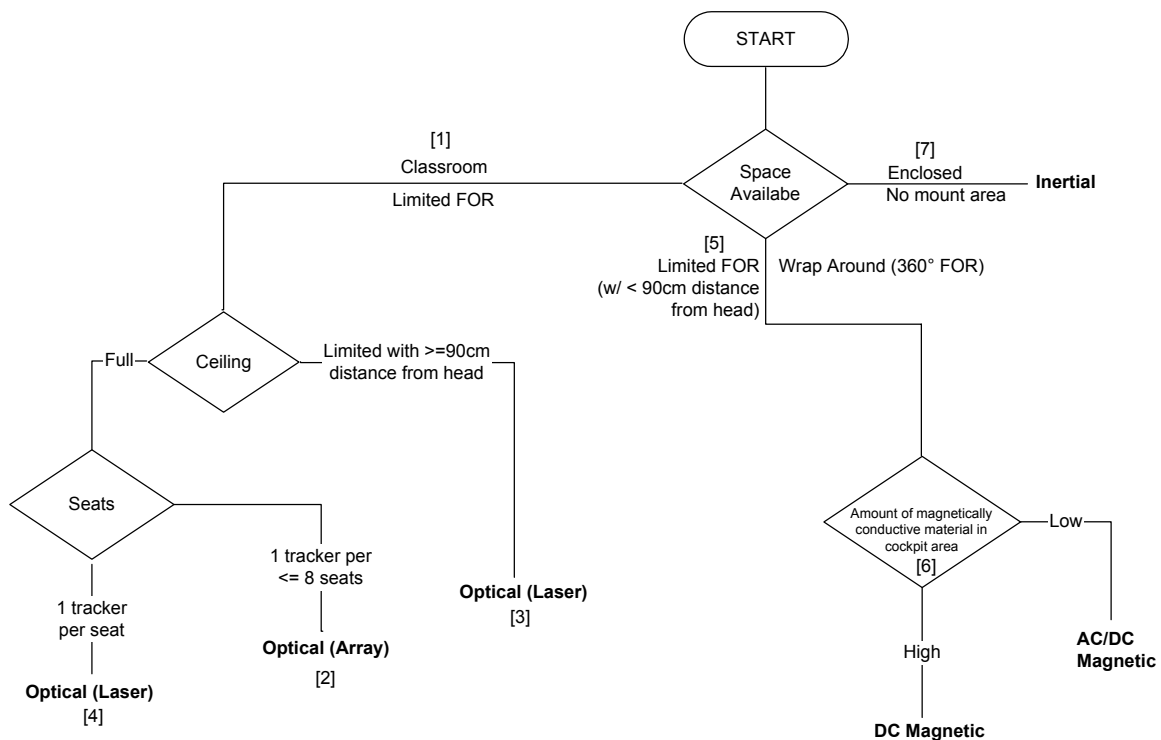 START
[1]
Classroom
Limited FOR
Space
Availabe
[7]
Enclosed
No mount area
Inertial
[5]
Limited FOR
(w/ < 90cm distance
from head)
Wrap Around (360° FOR)
Full
Ceiling
Limited with >=90cm
distance from head
Seats
Amount of magnetically
conductive material in
cockpit area
[6]
Low
1 tracker per
<= 8 seats
1 tracker
per seat
Optical (Laser)
[3]
Optical (Array)
[2]
Optical (Laser)
[4]
High
AC/DC
Magnetic
DC Magnetic